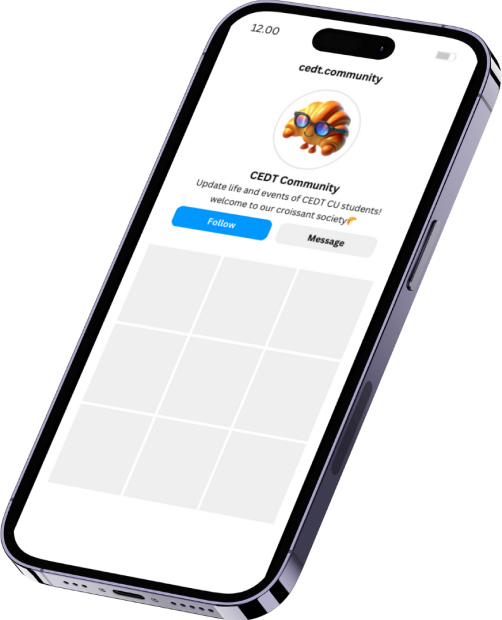 12.00
cedt.community
CEDT Community
Update life and events of CEDT CU students!
welcome to our croissant society🥐
Follow
Message